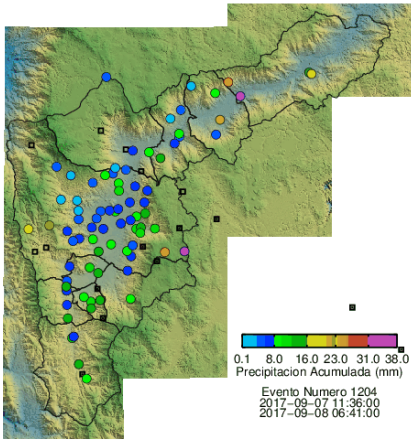 0.1 8.0 16.0 23.0 31.0 38.0
Precipitacion Acumulada (mm)
Evento Numero 1204
2017-09-07 11:36:00
2017-09-08 06:41:00